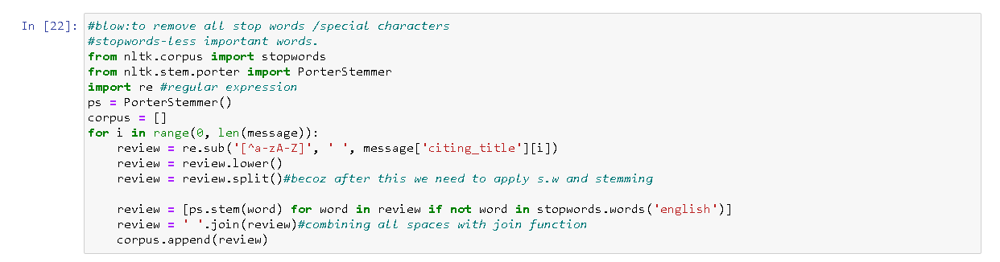 In [22]: #blow:to remove all stop words /special characters
#stopwords-less important words.
from nltk.corpus import stopwords
from nltk.stem.porter import PorterStemmer
import re #regular expression
ps = PorterStemmer()
corpus = []
for i in range(0, len(message)):
    review = re.sub('[^a-zA-Z]', ' ', message['citing_title'][i])
    review = review.lower()
    review = review.split()#becoz after this we need to apply s.w and stemming
    review = [ps.stem(word) for word in review if not word in stopwords.words('english')]
    review = ' '.join(review)#combining all spaces with join function
    corpus.append(review)